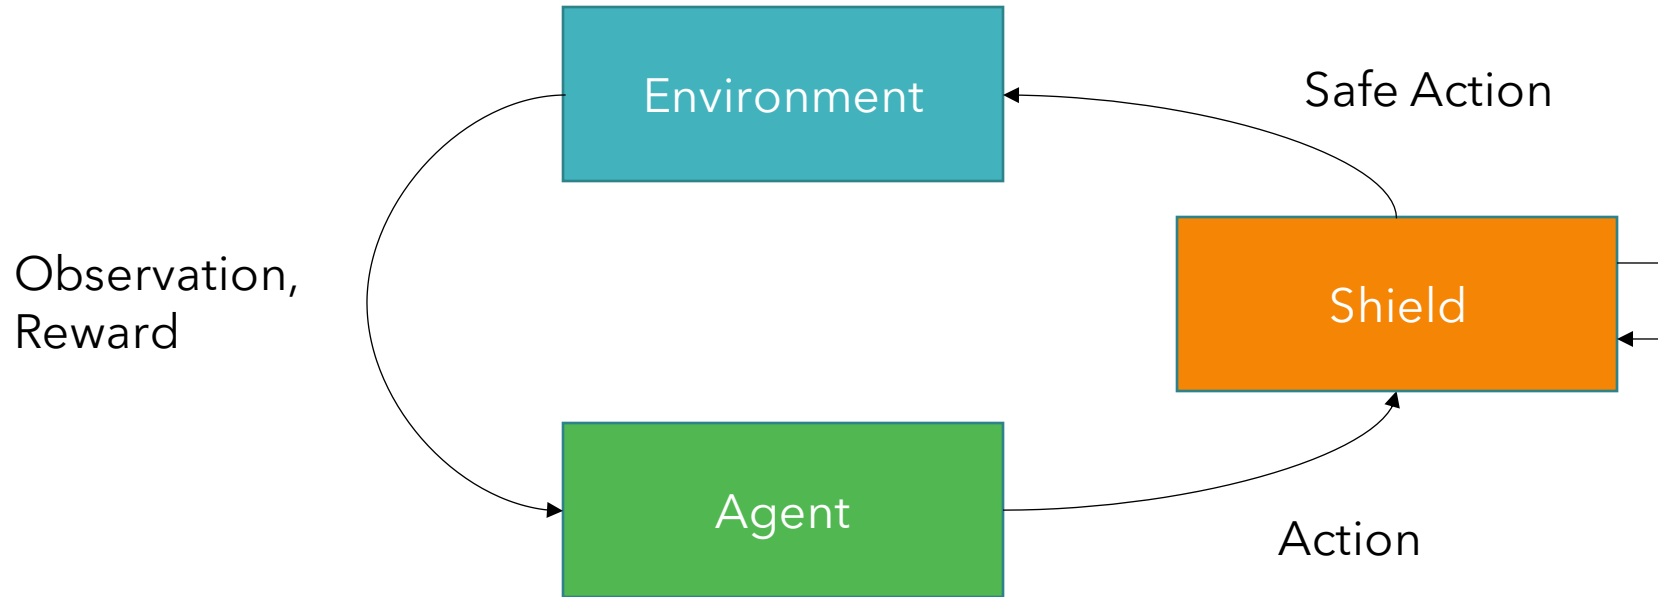 Environment
Safe Action
Observation,
Reward
Shield
Agent
Action